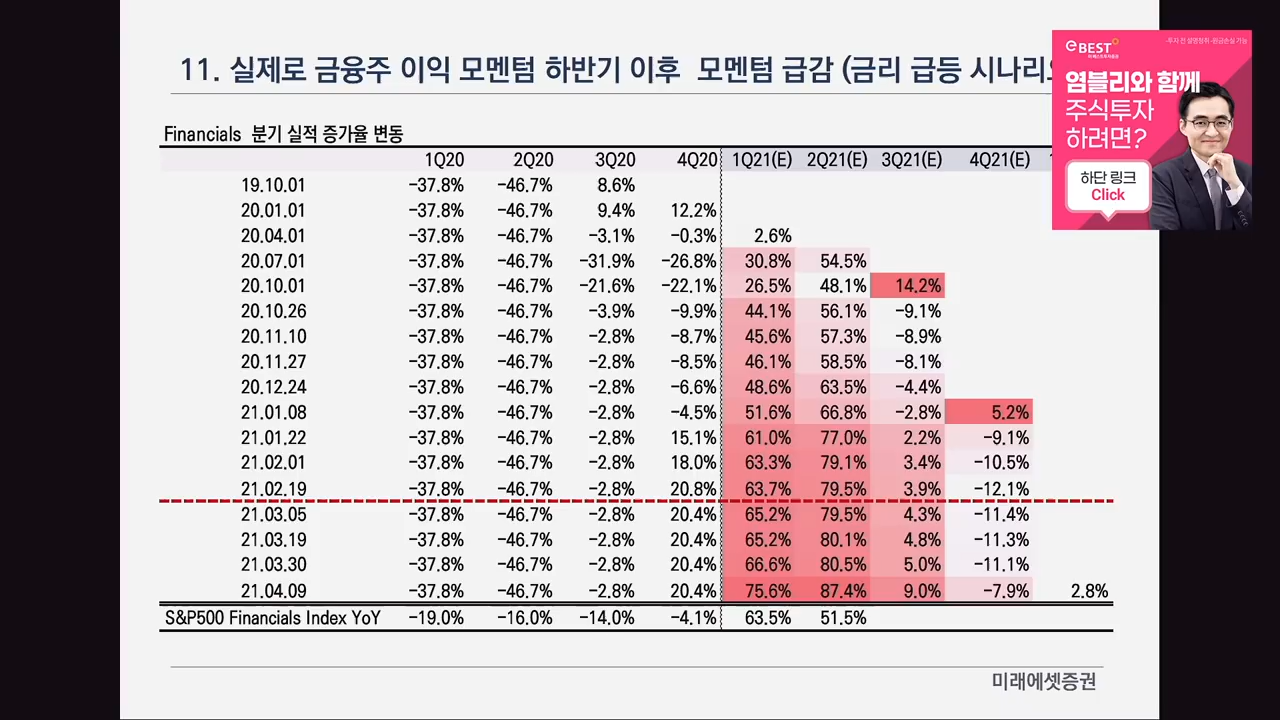 11. 실제로 금융주 이익 모멘텀 하반기 이후 모멘텀 급감 (금리 급등 시나리
Financials 분기 실적 증가율 변동
1Q20 2Q20 3Q20 4Q20 1Q21(E) 2Q21(E) 3Q21(E) 4Q21(E)
19.10.01 -37.8% -46.7% 8.6%
20.01.01 -37.8% -46.7% 9.4% 12.2%
20.04.01 -37.8% -46.7% -3.1% -0.3% 2.6%
20.07.01 -37.8% -46.7% -31.9% -26.8% 30.8% 54.5%
20.10.01 -37.8% -46.7% -21.6% -22.1% 26.5% 48.1% 14.2%
20.10.26 -37.8% -46.7% -3.9% -9.9% 44.1% 56.1% -9.1%
20.11.10 -37.8% -46.7% -2.8% -8.7% 45.6% 57.3% -8.9%
20.11.27 -37.8% -46.7% -2.8% -8.5% 46.1% 58.5% -8.1%
20.12.24 -37.8% -46.7% -2.8% -6.6% 48.6% 63.5% -4.4%
21.01.08 -37.8% -46.7% -2.8% -4.5% 51.6% 66.8% -2.8% 5.2%
21.01.22 -37.8% -46.7% -2.8% 15.1% 61.0% 77.0% 2.2% -9.1%
21.02.01 -37.8% -46.7% -2.8% 18.0% 63.3% 79.1% 3.4% -10.5%
21.02.19 -37.8% -46.7% -2.8% 20.8% 63.7% 79.5% 3.9% -12.1%
21.03.05 -37.8% -46.7% -2.8% 20.4% 65.2% 79.5% 4.3% -11.4%
21.03.19 -37.8% -46.7% -2.8% 20.4% 65.2% 80.1% 4.8% -11.3%
21.03.30 -37.8% -46.7% -2.8% 20.4% 66.6% 80.5% 5.0% -11.1%
21.04.09 -37.8% -46.7% -2.8% 20.4% 75.6% 87.4% 9.0% -7.9% 2.8%
S&P500 Financials Index YoY -19.0% -16.0% -14.0% -4.1% 63.5% 51.5%
미래에셋증권
eBEST
염블리와 함께
주식투자
하려면?
하단 링크
Click